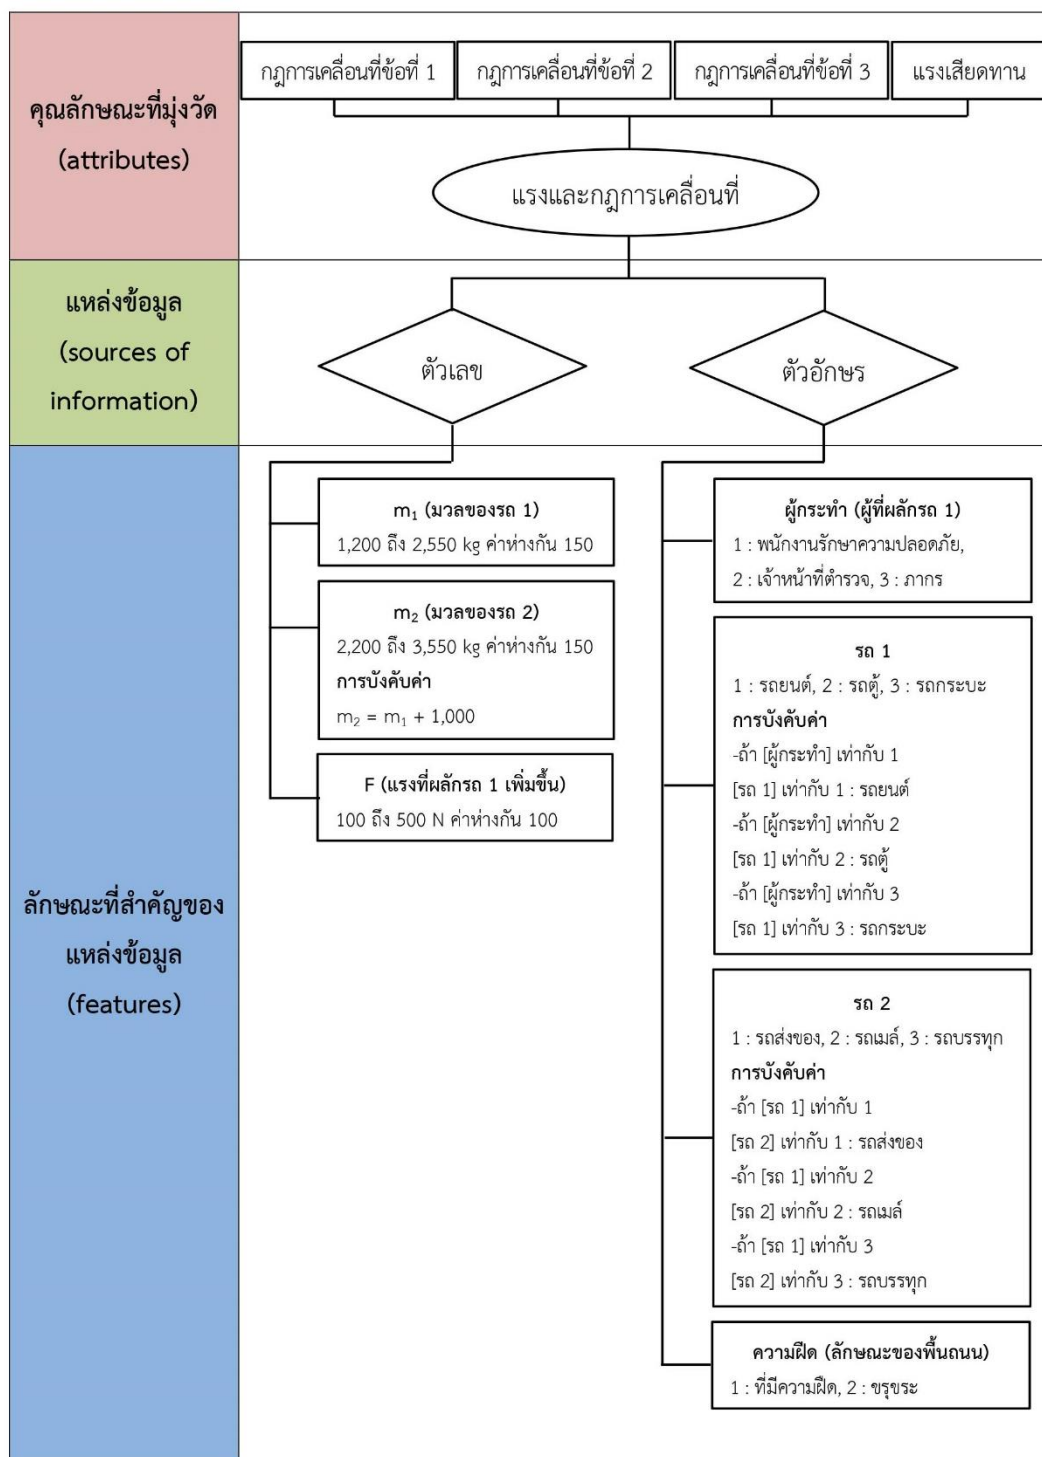 คุณลักษณะที่มุ่งวัด
(attributes)
กฎการเคลื่อนที่ข้อที่ 1
กฎการเคลื่อนที่ข้อที่ 2
กฎการเคลื่อนที่ข้อที่ 3
แรงเสียดทาน
แรงและกฎการเคลื่อนที่
แหล่งข้อมูล
(sources of
information)
ตัวเลข
ตัวอักษร
ลักษณะที่สำคัญของ
แหล่งข้อมูล
(features)
m₁ (มวลของรถ 1)
1,200 ถึง 2,550 kg ค่าห่างกัน 150
m₂ (มวลของรถ 2)
2,200 ถึง 3,550 kg ค่าห่างกัน 150
การบังคับค่า
m₂ = m₁ + 1,000
F (แรงที่ผลักรถ 1 เพิ่มขึ้น)
100 ถึง 500 N ค่าห่างกัน 100
ผู้กระทำ (ผู้ที่ผลักรถ 1)
1 : พนักงานรักษาความปลอดภัย,
2 : เจ้าหน้าที่ตำรวจ, 3 : ภากร
รถ 1
1 : รถยนต์, 2 : รถตู้, 3 : รถกระบะ
การบังคับค่า
-ถ้า [ผู้กระทำ] เท่ากับ 1
[รถ 1] เท่ากับ 1 : รถยนต์
-ถ้า [ผู้กระทำ] เท่ากับ 2
[รถ 1] เท่ากับ 2 : รถตู้
-ถ้า [ผู้กระทำ] เท่ากับ 3
[รถ 1] เท่ากับ 3 : รถกระบะ
รถ 2
1 : รถส่งของ, 2 : รถเมล์, 3 : รถบรรทุก
การบังคับค่า
-ถ้า [รถ 1] เท่ากับ 1
[รถ 2] เท่ากับ 1 : รถส่งของ
-ถ้า [รถ 1] เท่ากับ 2
[รถ 2] เท่ากับ 2 : รถเมล์
-ถ้า [รถ 1] เท่ากับ 3
[รถ 2] เท่ากับ 3 : รถบรรทุก
ความฝืด (ลักษณะของพื้นถนน)
1 : ที่มีความฝืด, 2 : ขรุขระ